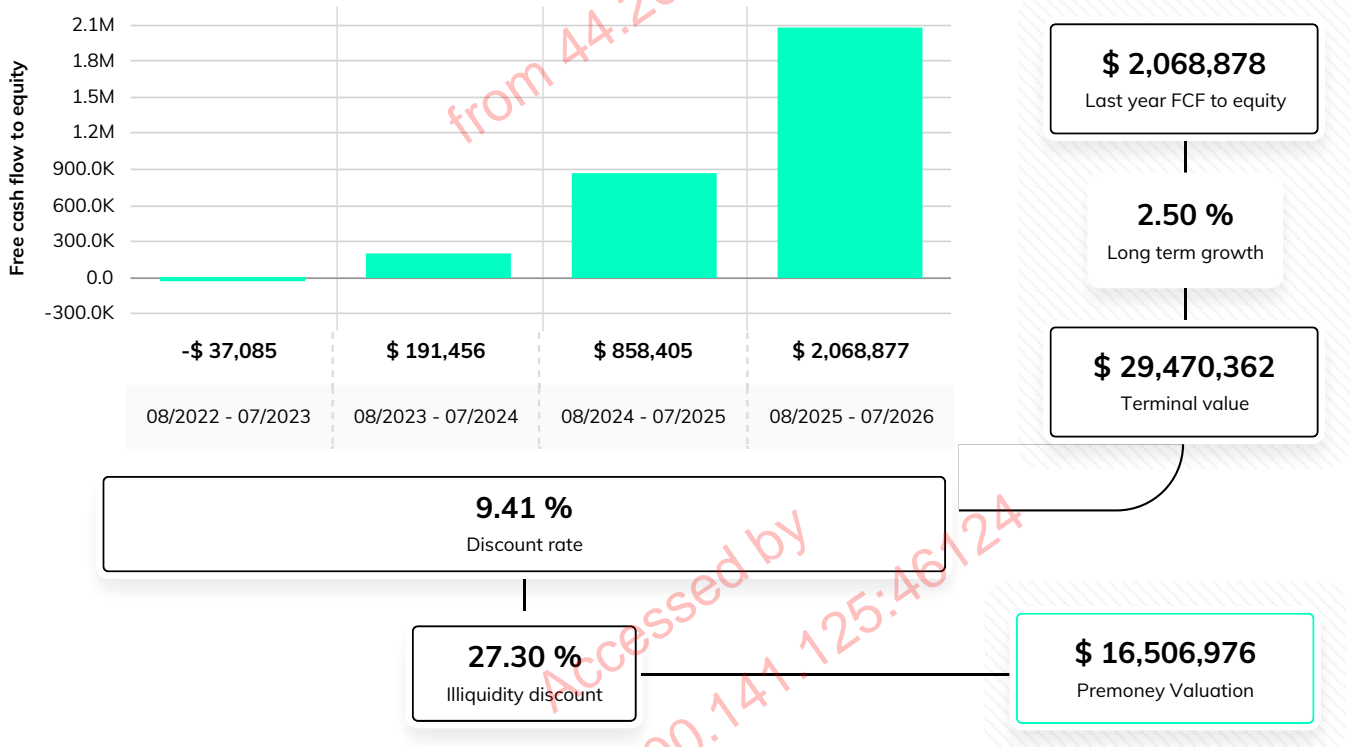 Free cash flow to equity
2.1M
1.8M
1.5M
1.2M
900.0K
600.0K
300.0K
0.0
-300.0K
-$ 37,085
$ 191,456
$ 858,405
$ 2,068,877
08/2022 - 07/2023
08/2023 - 07/2024
08/2024 - 07/2025
08/2025 - 07/2026
$ 2,068,878
Last year FCF to equity
2.50 %
Long term growth
$ 29,470,362
Terminal value
9.41 %
Discount rate
27.30 %
Illiquidity discount
$ 16,506,976
Premoney Valuation
Accessed by